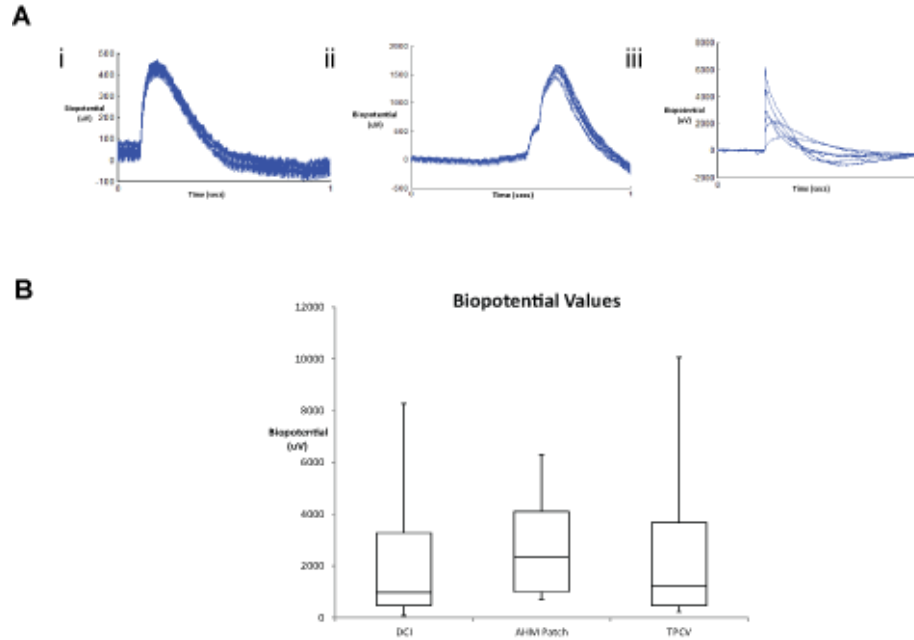 A
i
500
400
300
200
100
0
-100
Biopotential
(uV)
0
Time (secs)
1
ii
2000
1500
1000
500
0
-500
Biopotential
(uV)
0
Time (secs)
1
iii
8000
6000
4000
2000
0
-2000
Biopotential
(uV)
0
Time (secs)
B
Biopotential Values
12000
10000
8000
6000
4000
2000
0
Biopotential
(uV)
DCI
AHM Patch
TPCV